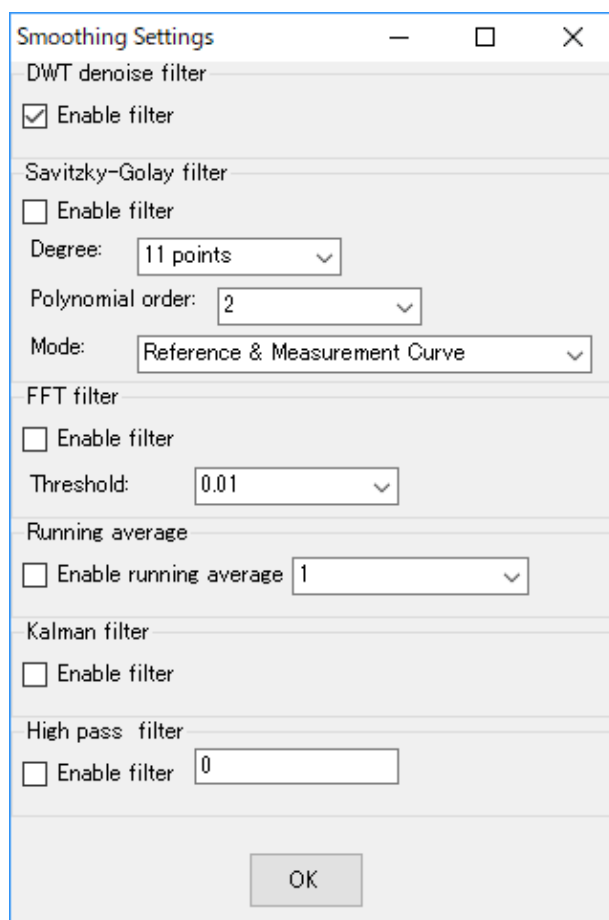 Smoothing Settings
DWT denoise filter
Enable filter
Savitzky-Golay filter
Enable filter
Degree: 11 points
Polynomial order: 2
Mode: Reference & Measurement Curve
FFT filter
Enable filter
Threshold: 0.01
Running average
Enable running average 1
Kalman filter
Enable filter
High pass filter
Enable filter 0
OK